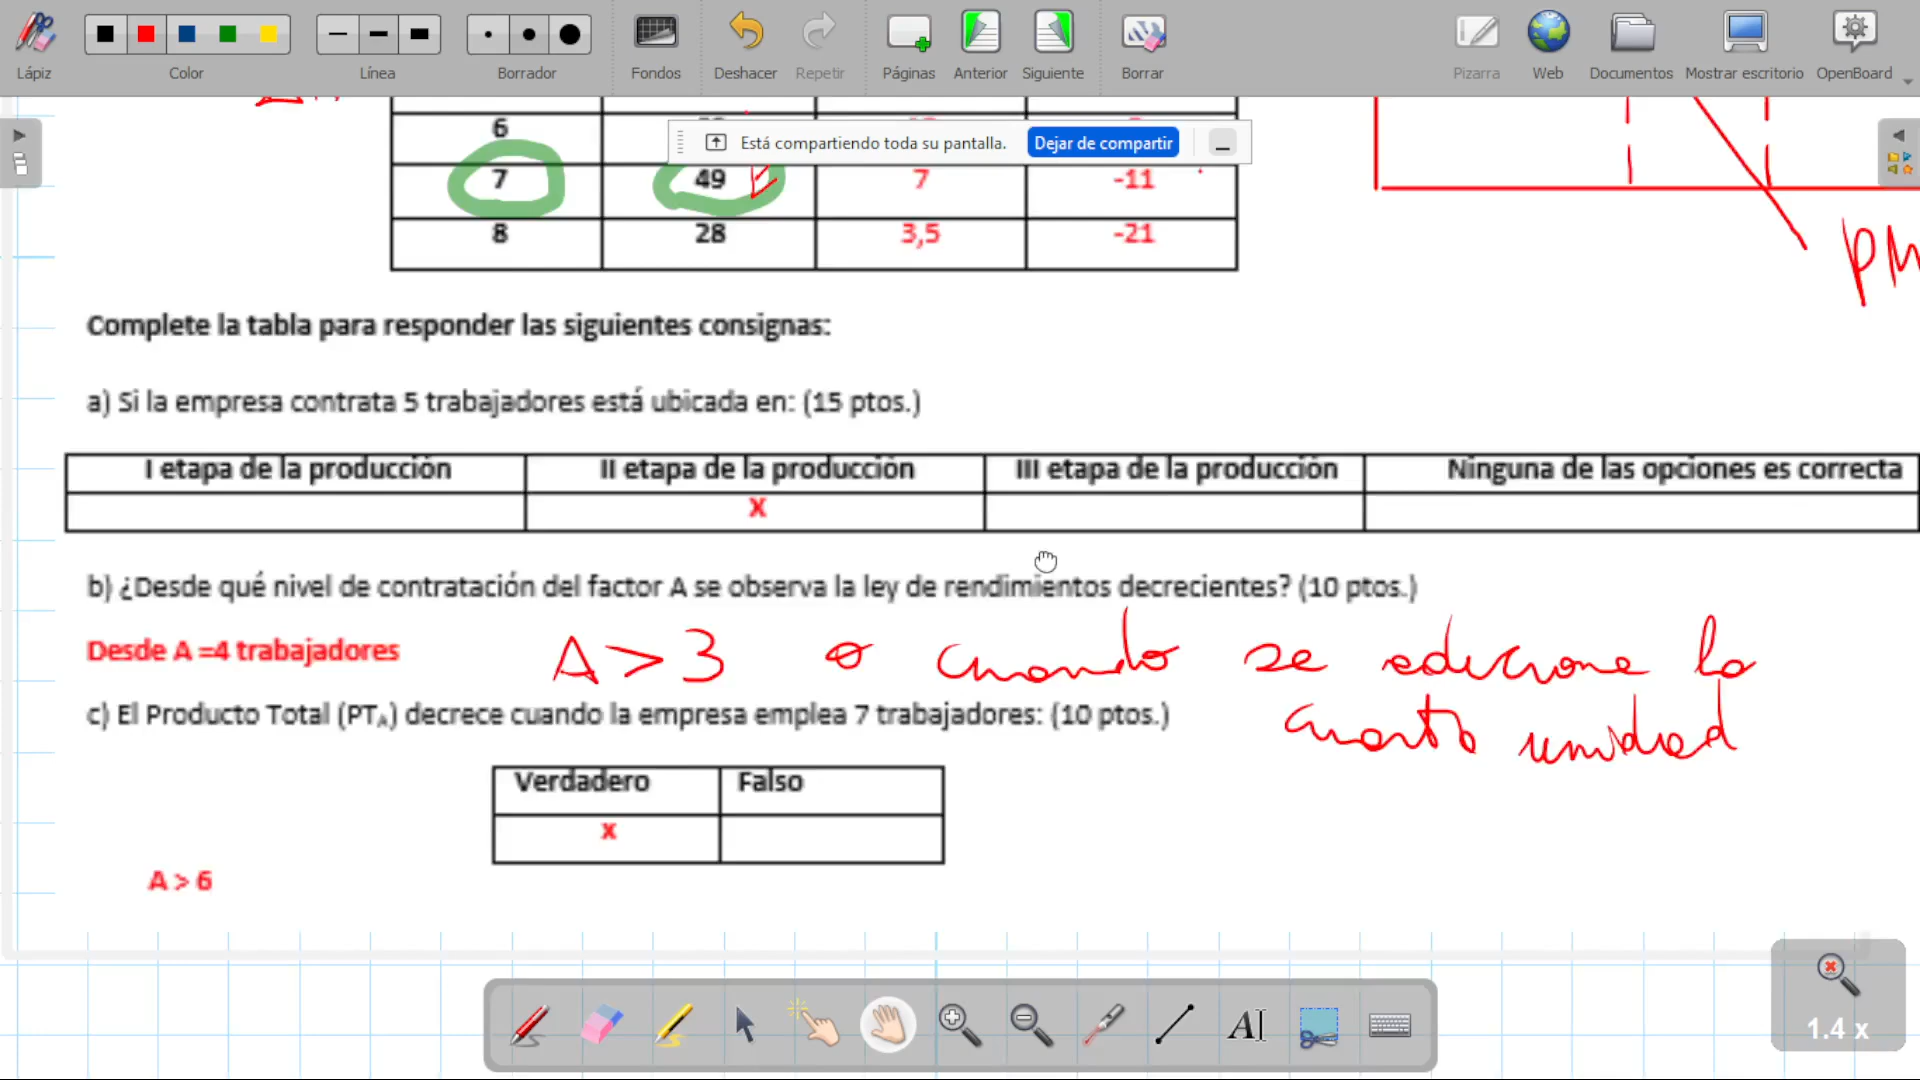 Lápiz
Color
Línea
Borrador
Fondos
Deshacer
Repetir
Páginas
Anterior
Siguiente
Borrar
Pizarra
Web
Documentos
Mostrar escritorio
OpenBoard
6
Está compartiendo toda su pantalla.
Dejar de compartir
7 49 7 -11
8 28 3,5 -21
Complete la tabla para responder las siguientes consignas:
a) Si la empresa contrata 5 trabajadores está ubicada en: (15 ptos.)
I etapa de la producción II etapa de la producción III etapa de la producción Ninguna de las opciones es correcta
X
b) ¿Desde qué nivel de contratación del factor A se observa la ley de rendimientos decrecientes? (10 ptos.)
Desde A =4 trabajadores A > 3 o cuando se adicione la
cuarta unidad
c) El Producto Total (PTA) decrece cuando la empresa emplea 7 trabajadores: (10 ptos.)
Verdadero Falso
x
A > 6
1.4 x